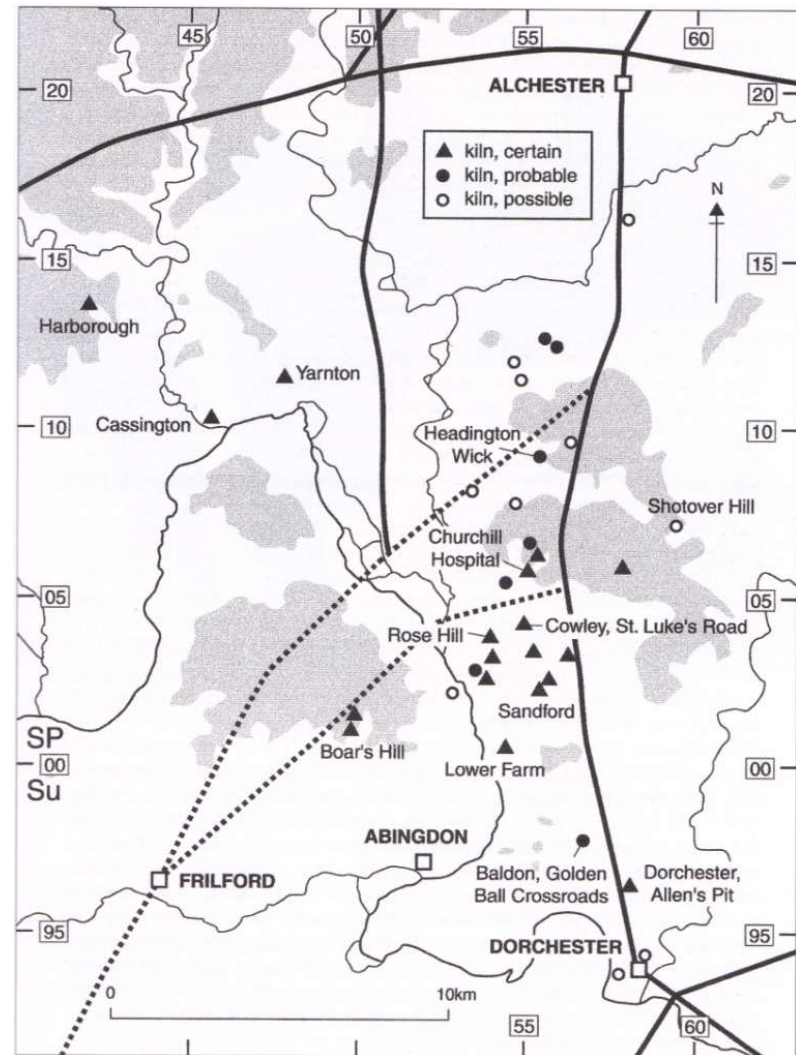 45
50
55
60
20
ALCHESTER
20
kiln, certain
kiln, probable
kiln, possible
N
15
15
Harborough
Yarnton
Cassington
10
10
Headington
Wick
Shotover Hill
Churchill
Hospital
05
05
Rose Hill
Cowley, St. Luke's Road
Sandford
SP
00
Boar's Hill
00
Su
Lower Farm
ABINGDON
FRILFORD
Baldon, Golden
Ball Crossroads
Dorchester,
Allen's Pit
95
95
DORCHESTER
0
10km
55
60